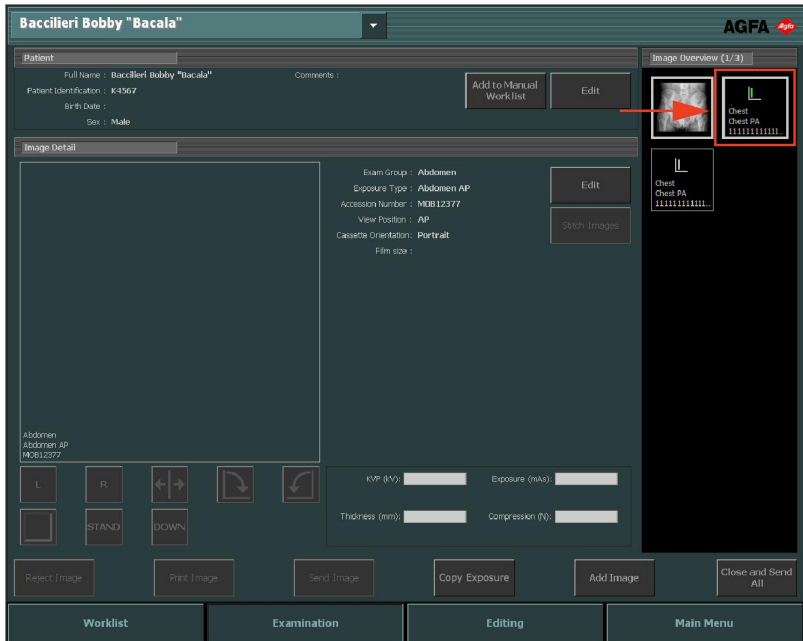 Baccilieri Bobby "Bacala"
AGFA Agfa
Patient
Full Name : Baccilieri Bobby "Bacala"
Patient Identification : K4567
Birth Date :
Sex : Male
Comments :
Add to Manual
Worklist
Edit
Image Detail
Abdomen
Abdomen AP
MOB12377
Exam Group : Abdomen
Exposure Type : Abdomen AP
Accession Number : MOB12377
View Position : AP
Cassette Orientation: Portrait
Film size :
Edit
Stitch Images
L
R
STAND
DOWN
KVP (kV):
Exposure (mAs):
Thickness (mm):
Compression (N):
Image Overview (1/3)
Chest
Chest PA
111111111111...
Chest
Chest PA
111111111111...
Reject Image
Print Image
Send Image
Copy Exposure
Add Image
Close and Send
All
Worklist
Examination
Editing
Main Menu